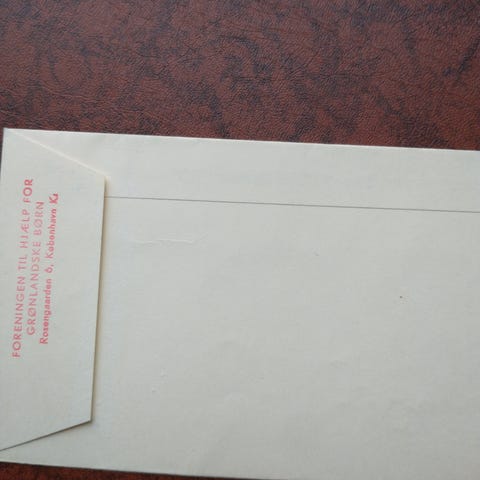 FORENINGEN TIL HJÆLP FOR
GRØNLANDSKE BØRN
Rosengaarden 6, København K.